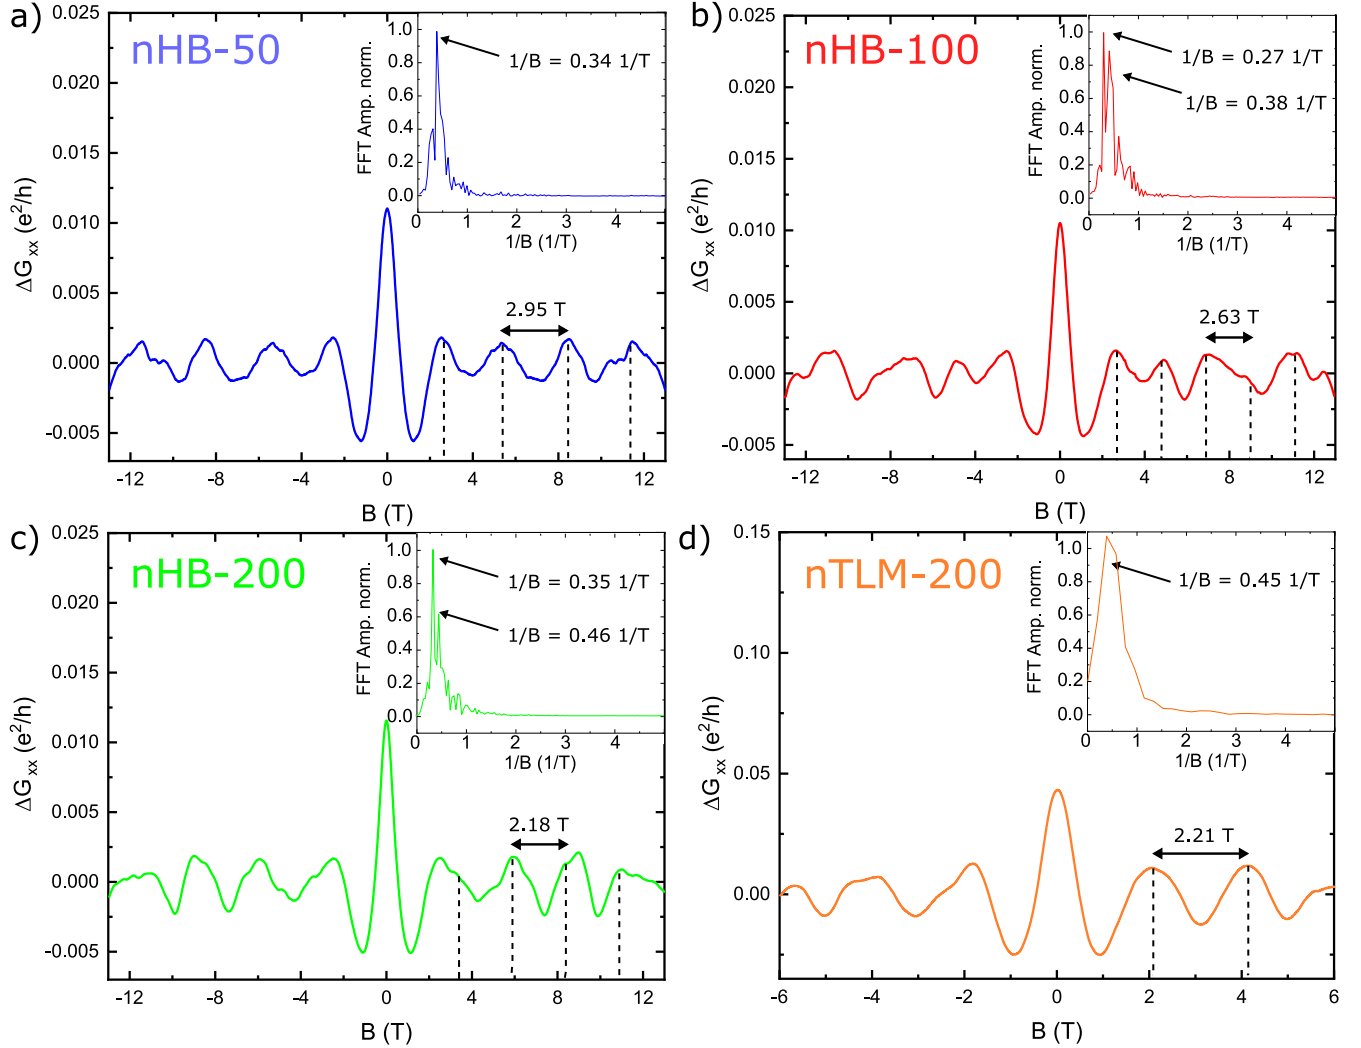 a)
nHB-50
0.025
0.020
0.015
0.010
0.005
0.000
-0.005
ΔG xx (e²/h)
-12 -8 -4 0 4 8 12
B (T)
2.95 T
FFT Amp. norm.
1.0
0.8
0.6
0.4
0.2
0.0
0 1 2 3 4
1/B (1/T)
1/B = 0.34 1/T
b)
nHB-100
0.025
0.020
0.015
0.010
0.005
0.000
-0.005
ΔG xx (e²/h)
-12 -8 -4 0 4 8 12
B (T)
2.63 T
FFT Amp. norm.
1.0
0.8
0.6
0.4
0.2
0.0
0 1 2 3 4
1/B (1/T)
1/B = 0.27 1/T
1/B = 0.38 1/T
c)
nHB-200
0.025
0.020
0.015
0.010
0.005
0.000
-0.005
ΔG xx (e²/h)
-12 -8 -4 0 4 8 12
B (T)
2.18 T
FFT Amp. norm.
1.0
0.8
0.6
0.4
0.2
0.0
0 1 2 3 4
1/B (1/T)
1/B = 0.35 1/T
1/B = 0.46 1/T
d)
nTLM-200
0.15
0.10
0.05
0.00
ΔG xx (e²/h)
-6 -4 -2 0 2 4 6
B (T)
2.21 T
FFT Amp. norm.
1.0
0.8
0.6
0.4
0.2
0.0
0 1 2 3 4
1/B (1/T)
1/B = 0.45 1/T